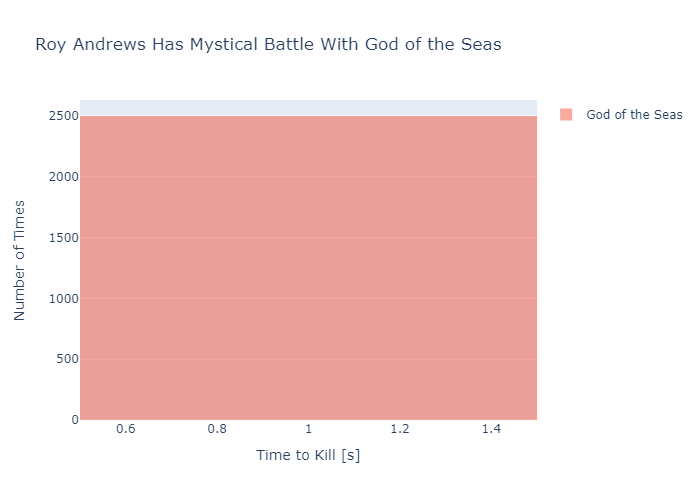 Roy Andrews Has Mystical Battle With God of the Seas
God of the Seas
Number of Times
2500
2000
1500
1000
500
0
0.6 0.8 1 1.2 1.4
Time to Kill [s]